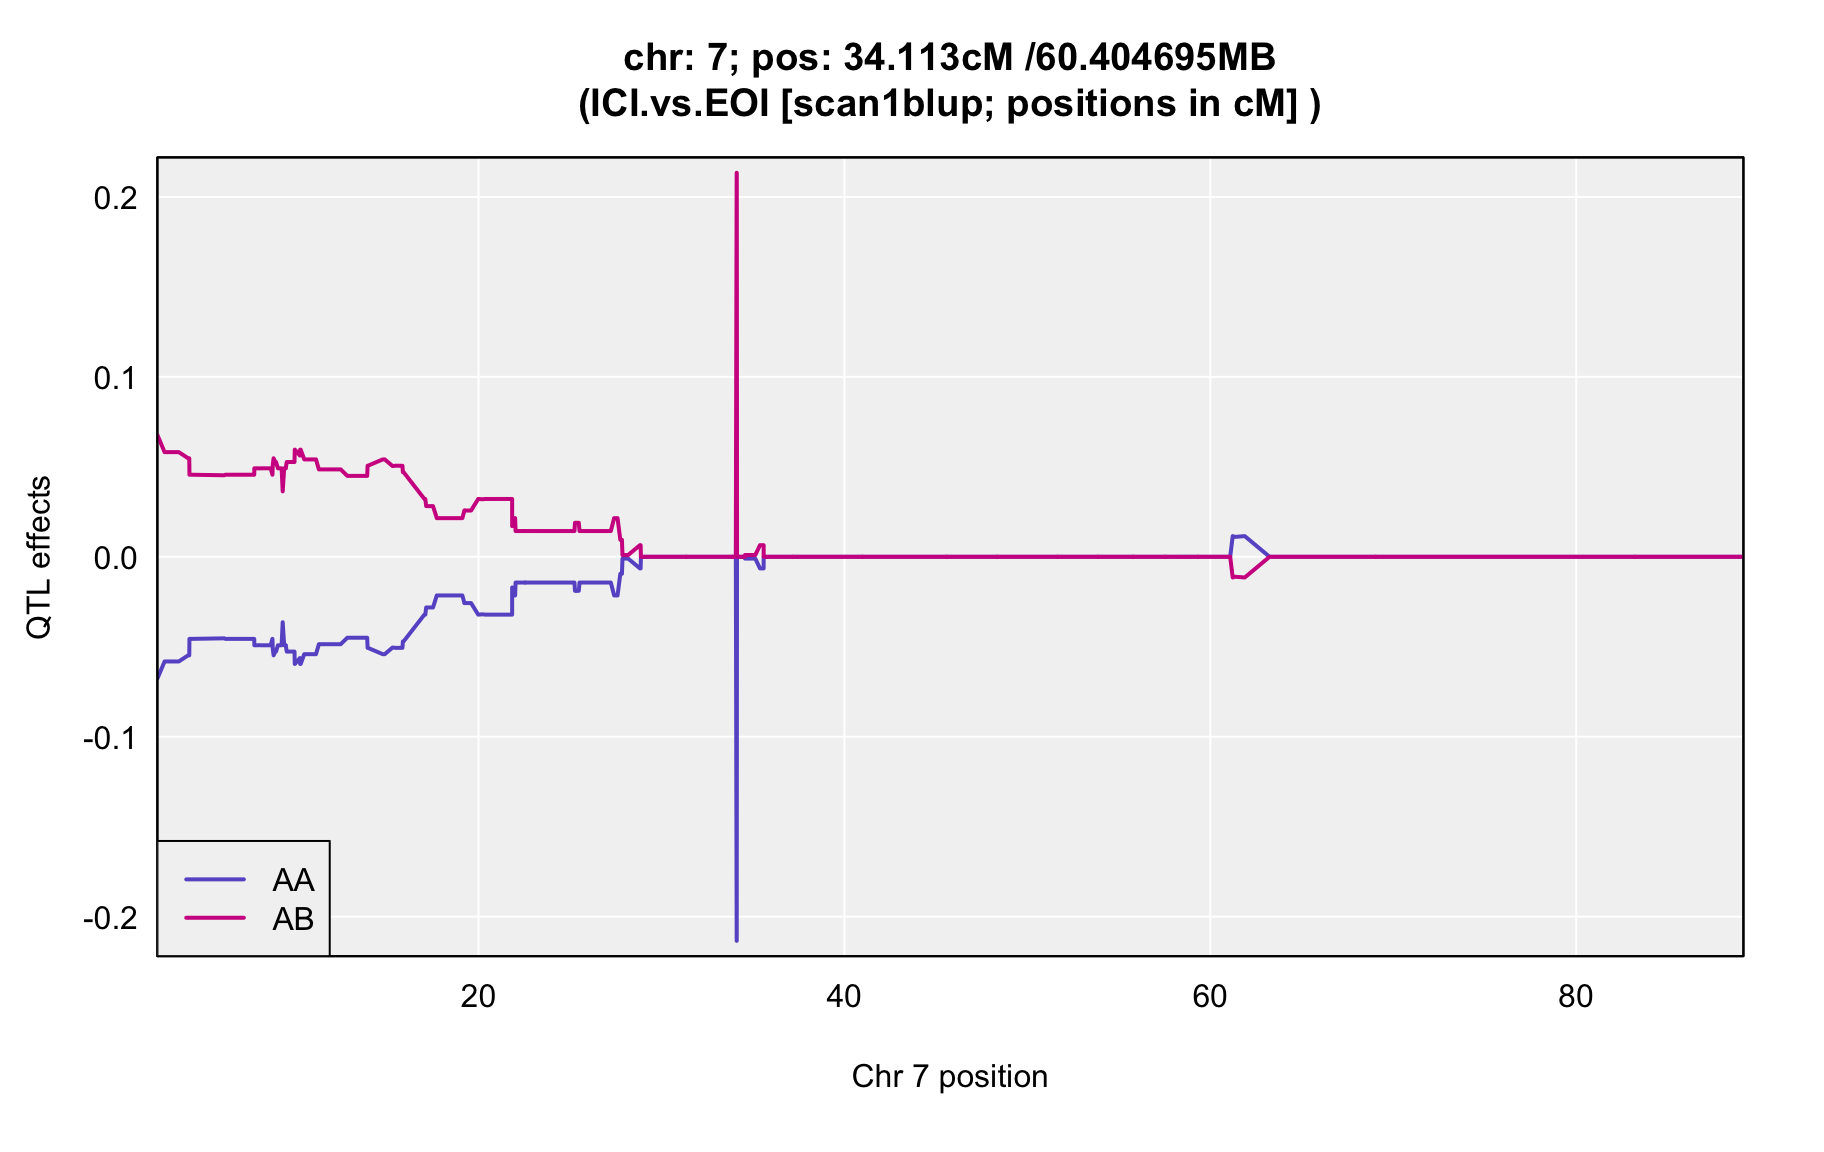 chr: 7; pos: 34.113cM /60.404695MB
(ICI.vs.EOI [scan1blup; positions in cM] )
QTL effects
0.2
0.1
0.0
-0.1
-0.2
AA
AB
20 40 60 80
Chr 7 position